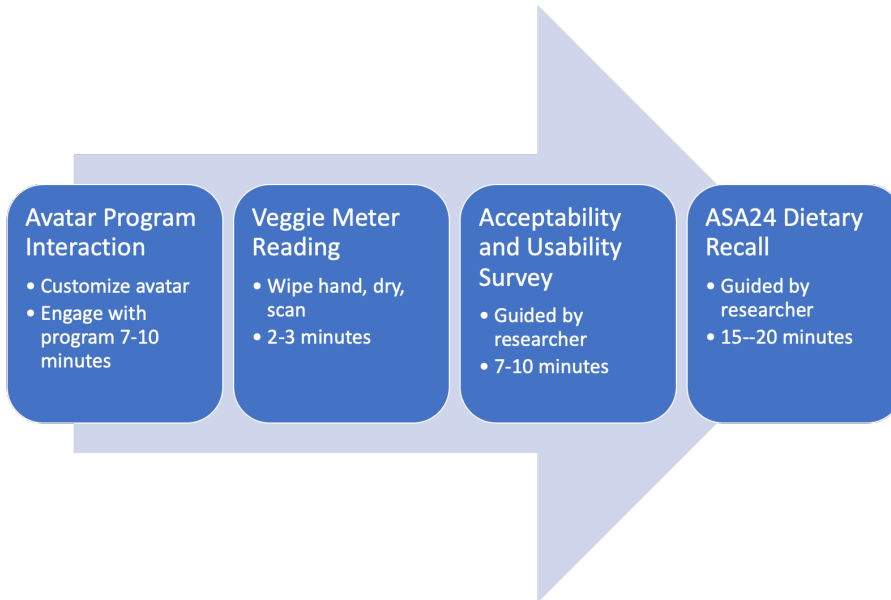 Avatar Program
Interaction
• Customize avatar
• Engage with
program 7-10
minutes
Veggie Meter
Reading
• Wipe hand, dry,
scan
• 2-3 minutes
Acceptability
and Usability
Survey
• Guided by
researcher
• 7-10 minutes
ASA24 Dietary
Recall
• Guided by
researcher
• 15--20 minutes